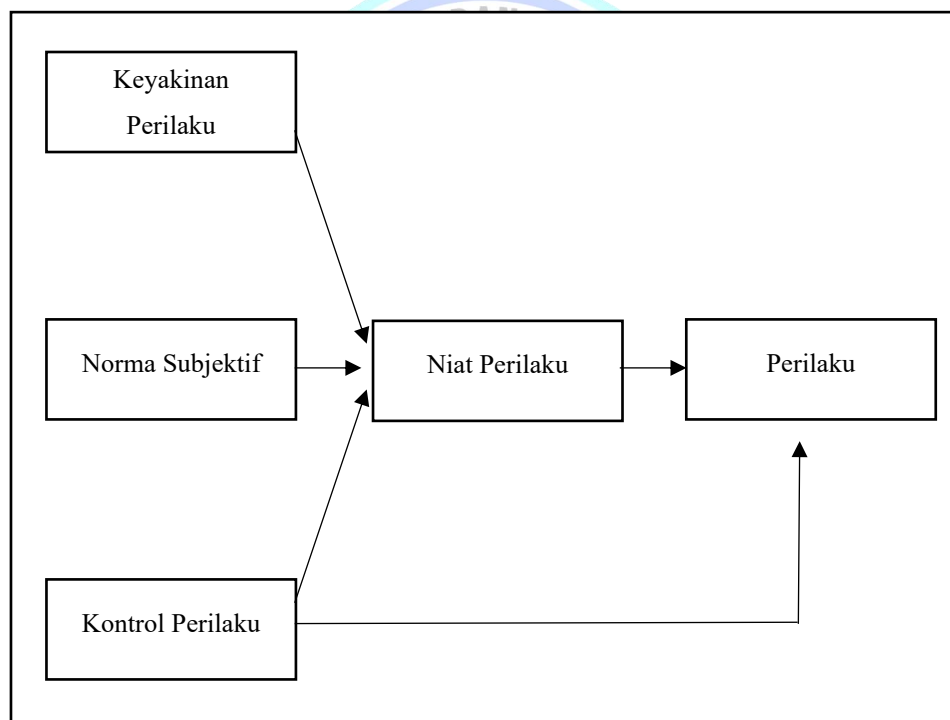 Keyakinan
Perilaku
Norma Subjektif
Niat Perilaku
Perilaku
Kontrol Perilaku